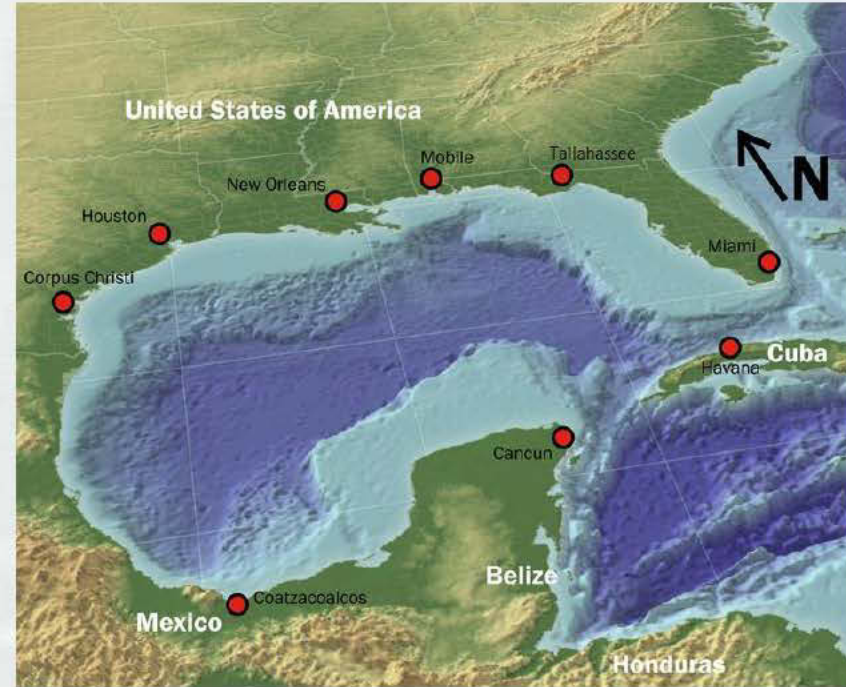 United States of America
Mobile
Tallahassee
N
New Orleans
Houston
Miami
Corpus Christi
Cuba
Havana
Cancun
Belize
Coatzacoalcos
Mexico
Honduras